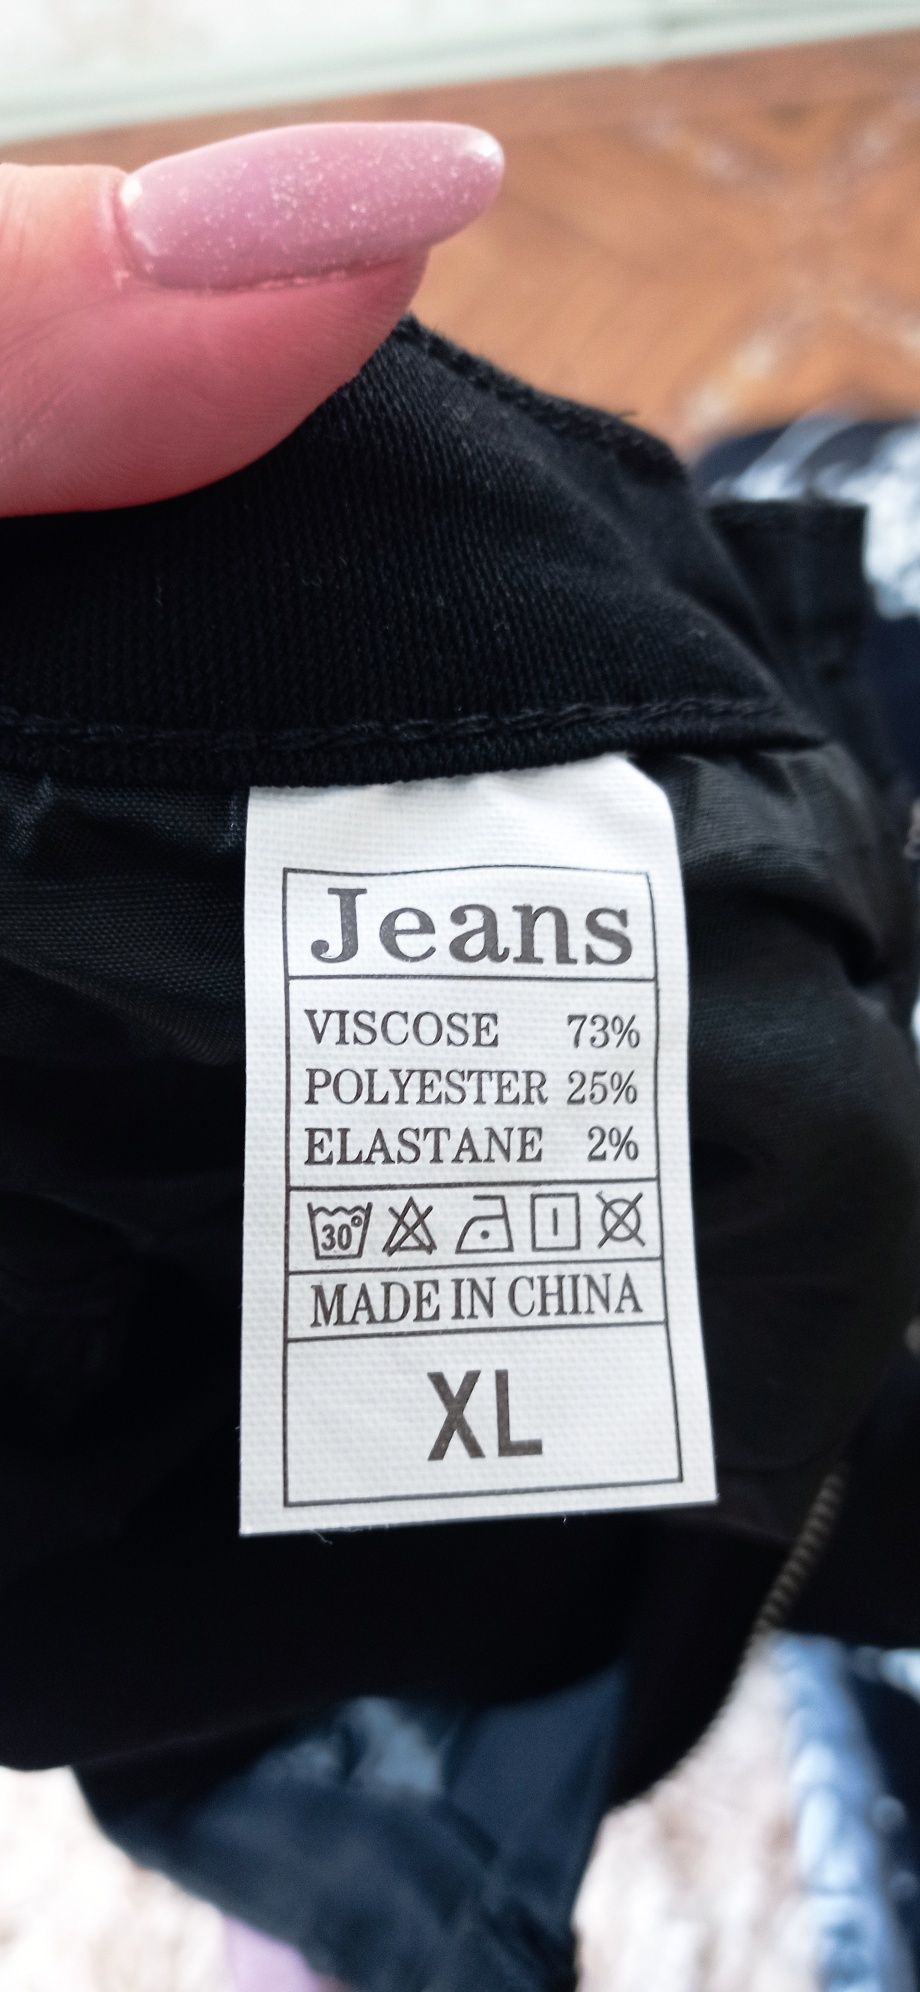 Jeans
VISCOSE 73%
POLYESTER 25%
ELASTANE 2%
30°
MADE IN CHINA
XL